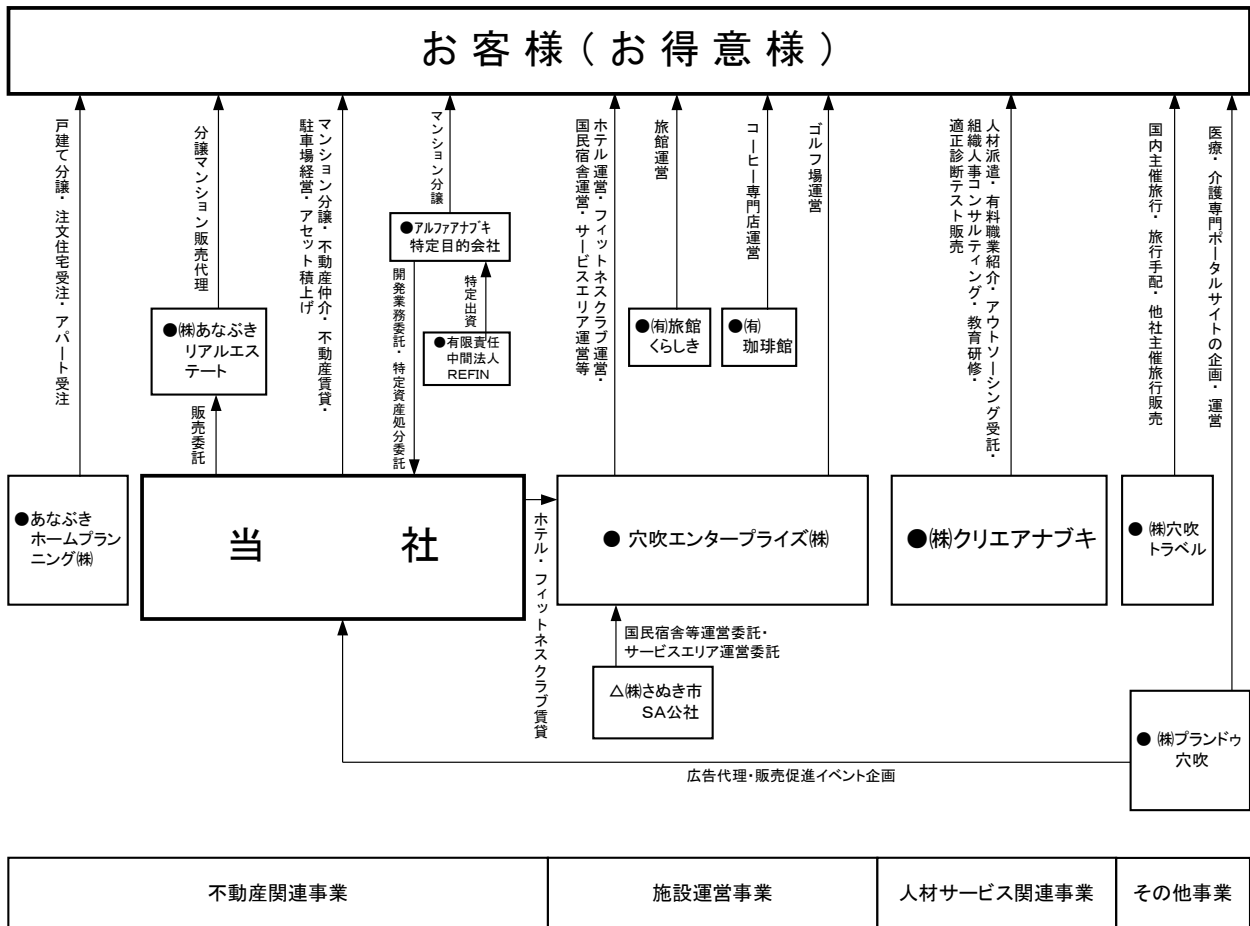 お客様(お得意様)
戸建て分譲・注文住宅受注・アパート受注
分譲マンション販売代理
マンション分譲・不動産仲介・不動産賃貸・
駐車場経営・アセット積上げ
マンション分譲
ホテル運営・フィットネスクラブ運営・
国民宿舎運営・サービスエリア運営等
旅館運営
コーヒー専門店運営
ゴルフ場運営
人材派遣・有料職業紹介・アウトソーシング受託・
組織人事コンサルティング・教育研修・
適正診断テスト販売
国内主催旅行・旅行手配・他社主催旅行販売
医療・介護専門ポータルサイトの企画・運営
●アルファアナブキ
特定目的会社
開発業務委託・特定資産処分委託
特定出資
●有限責任
中間法人
REFIN
●㈱あなぶき
リアルエス
テート
販売委託
●㈲旅館
くらしき
●㈲
珈琲館
●あなぶき
ホームプラン
ニング㈱
当 社
ホテル・フィットネスクラブ賃貸
● 穴吹エンタープライズ㈱
●㈱クリエアナブキ
● ㈱穴吹
トラベル
国民宿舎等運営委託・
サービスエリア運営委託
△㈱さぬき市
SA公社
● ㈱プランドゥ
穴吹
広告代理・販売促進イベント企画
不動産関連事業
施設運営事業
人材サービス関連事業
その他事業